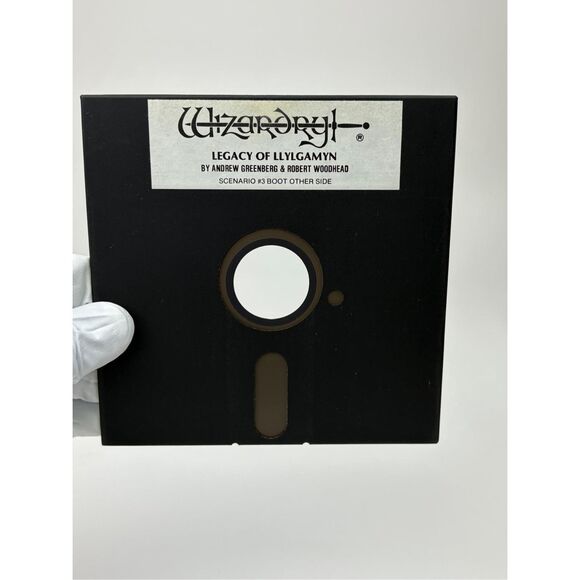 Wizardry
®
LEGACY OF LLYLGAMYN
BY ANDREW GREENBERG & ROBERT WOODHEAD
SCENARIO #3 BOOT OTHER SIDE